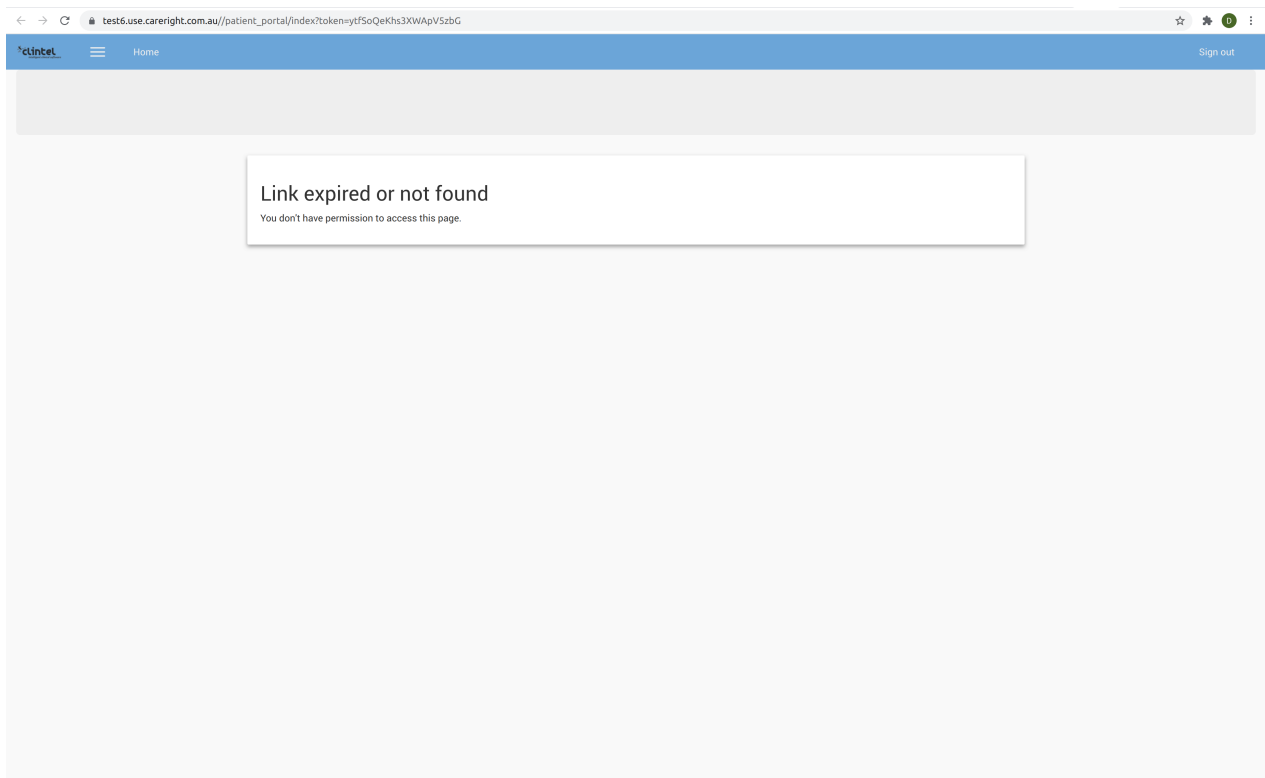 test6.use.careright.com.au//patient_portal/index?token=ytfSoQeKhs3XWApV5zbG
D
clintel
Home
Sign out
Link expired or not found
You don't have permission to access this page.